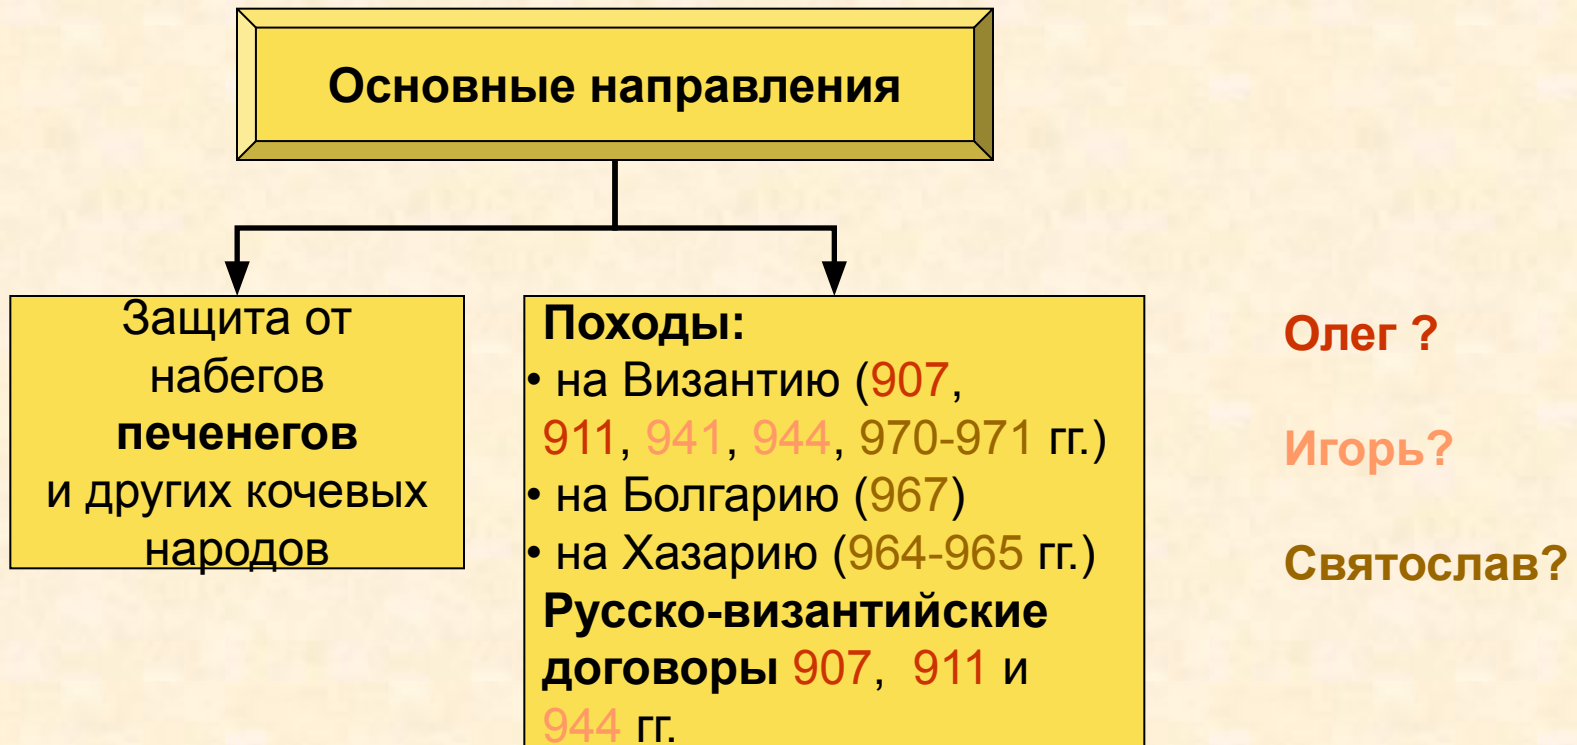 Основные направления
Защита от
набегов
печенегов
и других кочевых
народов
Походы:
• на Византию (907,
911, 941, 944, 970-971 гг.)
• на Болгарию (967)
• на Хазарию (964-965 гг.)
Русско-византийские
договоры 907, 911 и
944 гг.
Олег ?
Игорь?
Святослав?